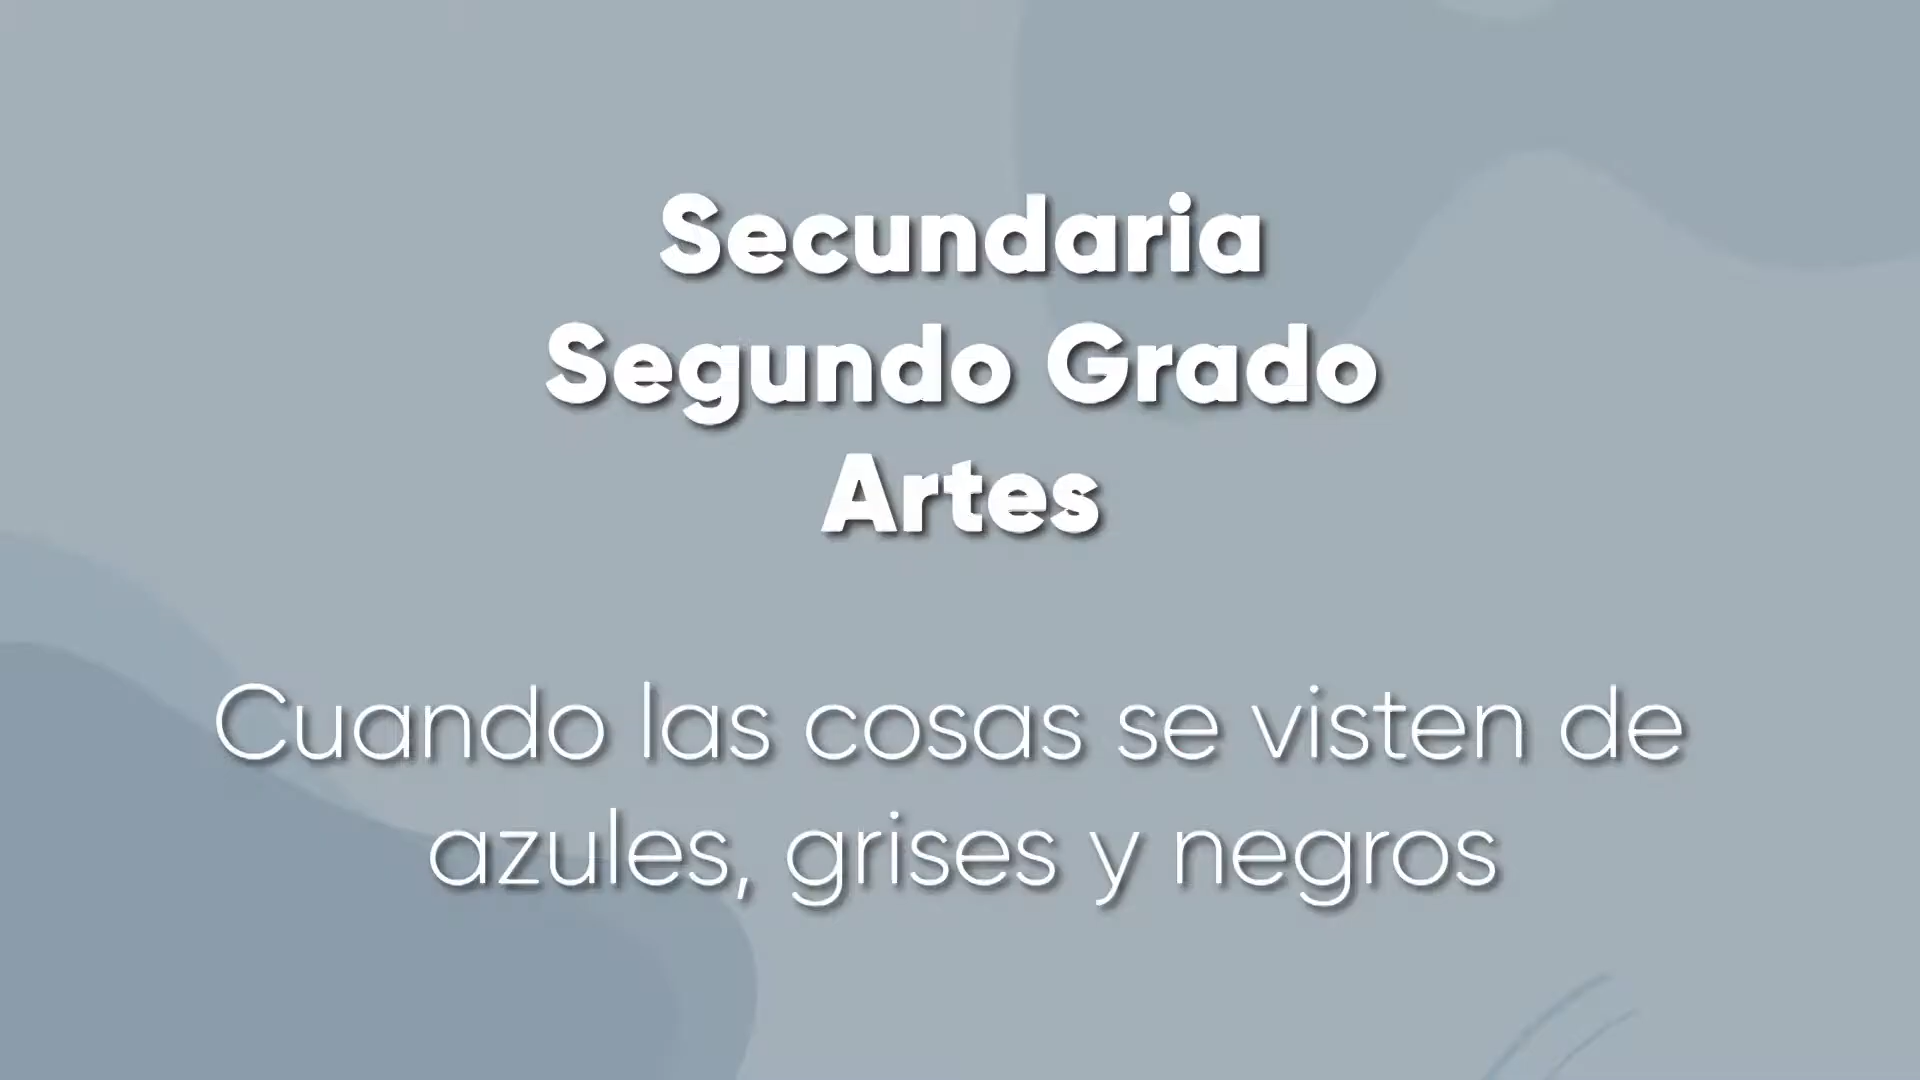 Secundaria
Segundo Grado
Artes
Cuando las cosas se visten de
azules, grises y negros